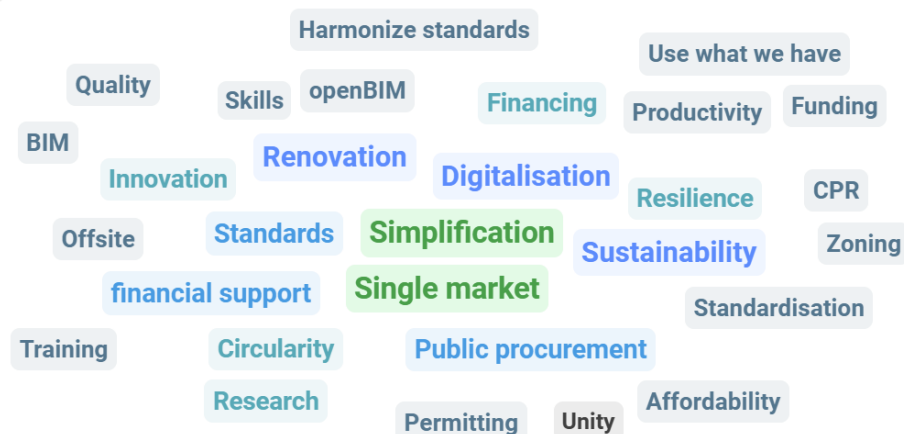 Harmonize standards
Use what we have
Quality
Skills
openBIM
Financing
Productivity
Funding
BIM
Renovation
Innovation
Digitalisation
Resilience
CPR
Offsite
Standards
Simplification
Sustainability
Zoning
financial support
Single market
Standardisation
Training
Circularity
Public procurement
Research
Affordability
Permitting
Unity